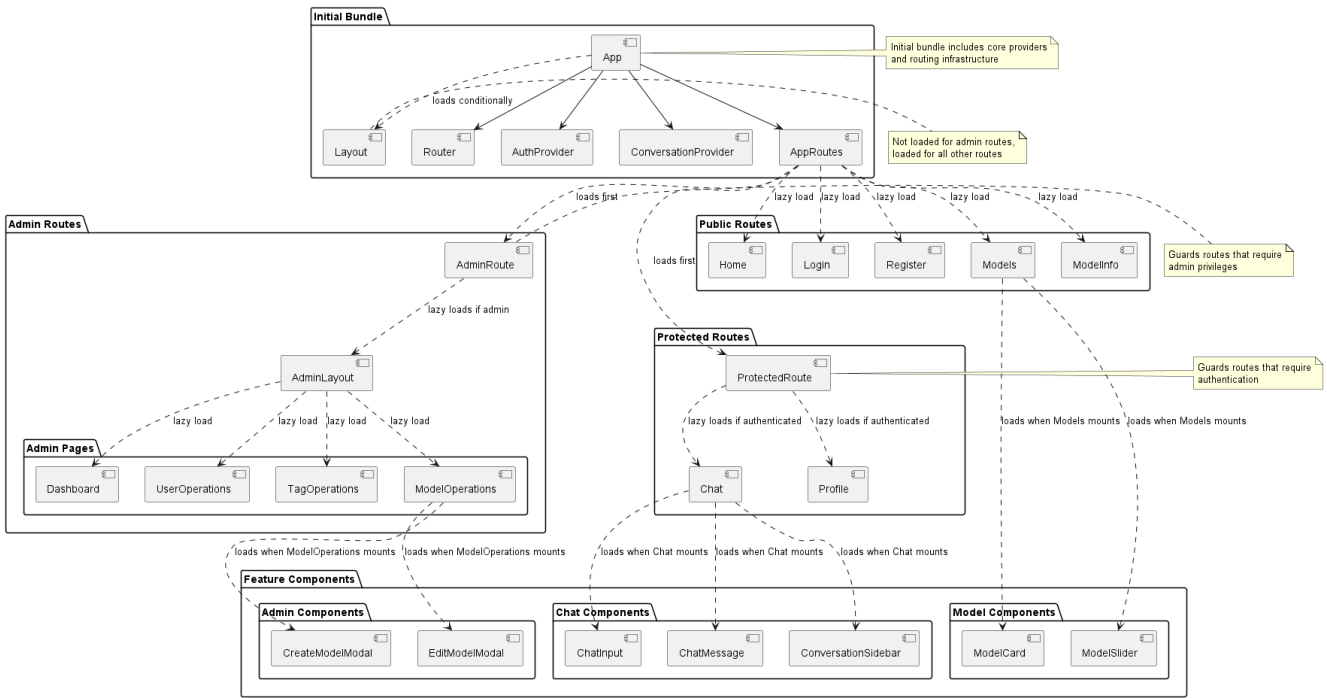 Initial Bundle
App
Initial bundle includes core providers
and routing infrastructure
loads conditionally
Layout
Router
AuthProvider
ConversationProvider
AppRoutes
Not loaded for admin routes,
loaded for all other routes
loads first
lazy load
lazy load
lazy load
lazy load
lazy load
Admin Routes
Public Routes
AdminRoute
Home
Login
Register
Models
ModelInfo
Guards routes that require
admin privileges
loads first
lazy loads if admin
Protected Routes
AdminLayout
ProtectedRoute
Guards routes that require
authentication
lazy load
lazy load
lazy load
lazy load
lazy loads if authenticated
lazy loads if authenticated
loads when Models mounts
loads when Models mounts
Admin Pages
Dashboard
UserOperations
TagOperations
ModelOperations
Chat
Profile
loads when ModelOperations mounts
loads when ModelOperations mounts
loads when Chat mounts
loads when Chat mounts
loads when Chat mounts
Feature Components
Admin Components
Chat Components
Model Components
CreateModelModal
EditModelModal
ChatInput
ChatMessage
ConversationSidebar
ModelCard
ModelSlider